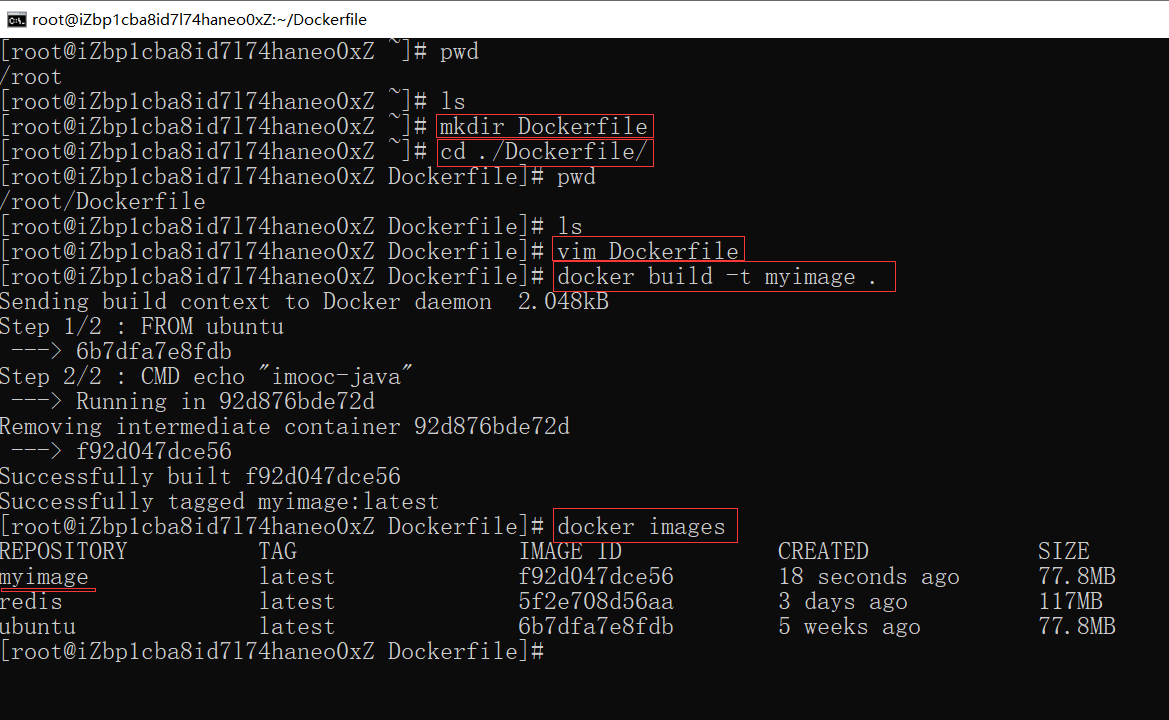 root@iZbp1cba8id7l74haneo0xZ:~/Dockerfile
[root@iZbp1cba8id7l74haneo0xZ ~]# pwd
/root
[root@iZbp1cba8id7l74haneo0xZ ~]# ls
[root@iZbp1cba8id7l74haneo0xZ ~]# mkdir Dockerfile
[root@iZbp1cba8id7l74haneo0xZ ~]# cd ./Dockerfile/
[root@iZbp1cba8id7l74haneo0xZ Dockerfile]# pwd
/root/Dockerfile
[root@iZbp1cba8id7l74haneo0xZ Dockerfile]# ls
[root@iZbp1cba8id7l74haneo0xZ Dockerfile]# vim Dockerfile
[root@iZbp1cba8id7l74haneo0xZ Dockerfile]# docker build -t myimage .
Sending build context to Docker daemon  2.048kB
Step 1/2 : FROM ubuntu
 ---> 6b7dfa7e8fdb
Step 2/2 : CMD echo "imooc-java"
 ---> Running in 92d876bde72d
Removing intermediate container 92d876bde72d
 ---> f92d047dce56
Successfully built f92d047dce56
Successfully tagged myimage:latest
[root@iZbp1cba8id7l74haneo0xZ Dockerfile]# docker images
REPOSITORY          TAG                 IMAGE ID            CREATED             SIZE
myimage             latest              f92d047dce56        18 seconds ago      77.8MB
redis               latest              5f2e708d56aa        3 days ago          117MB
ubuntu              latest              6b7dfa7e8fdb        5 weeks ago         77.8MB
[root@iZbp1cba8id7l74haneo0xZ Dockerfile]#